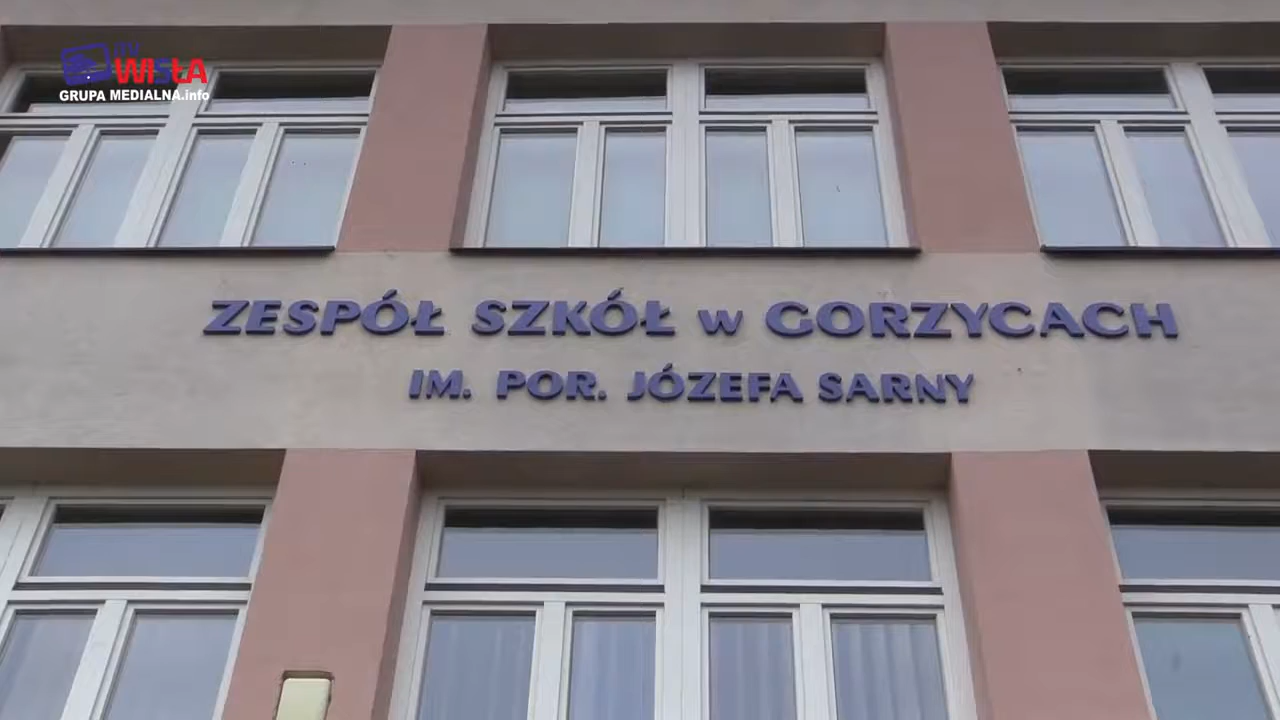 tv
WISŁA
GRUPA MEDIALNA.info
ZESPÓŁ SZKÓŁ w GORZYCACH
IM. POR. JÓZEFA SARNY